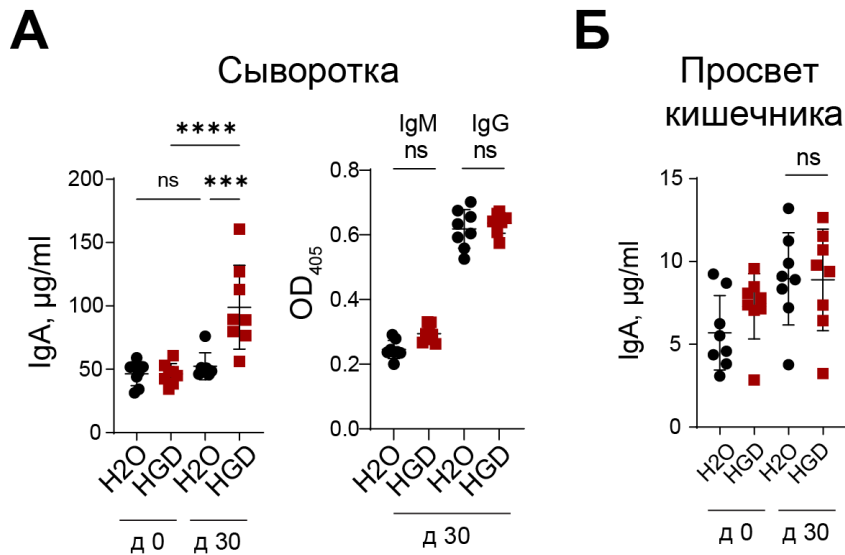 А
Сыворотка
IgA, µg/ml
200
150
100
50
0
ns
****
***
H2O
HGD
H2O
HGD
д 0
д 30
OD405
0.8
0.6
0.4
0.2
0.0
IgM
ns
IgG
ns
H2O
HGD
H2O
HGD
д 30
Б
Просвет
кишечника
IgA, µg/ml
15
10
5
0
ns
H2O
HGD
H2O
HGD
д 0
д 30